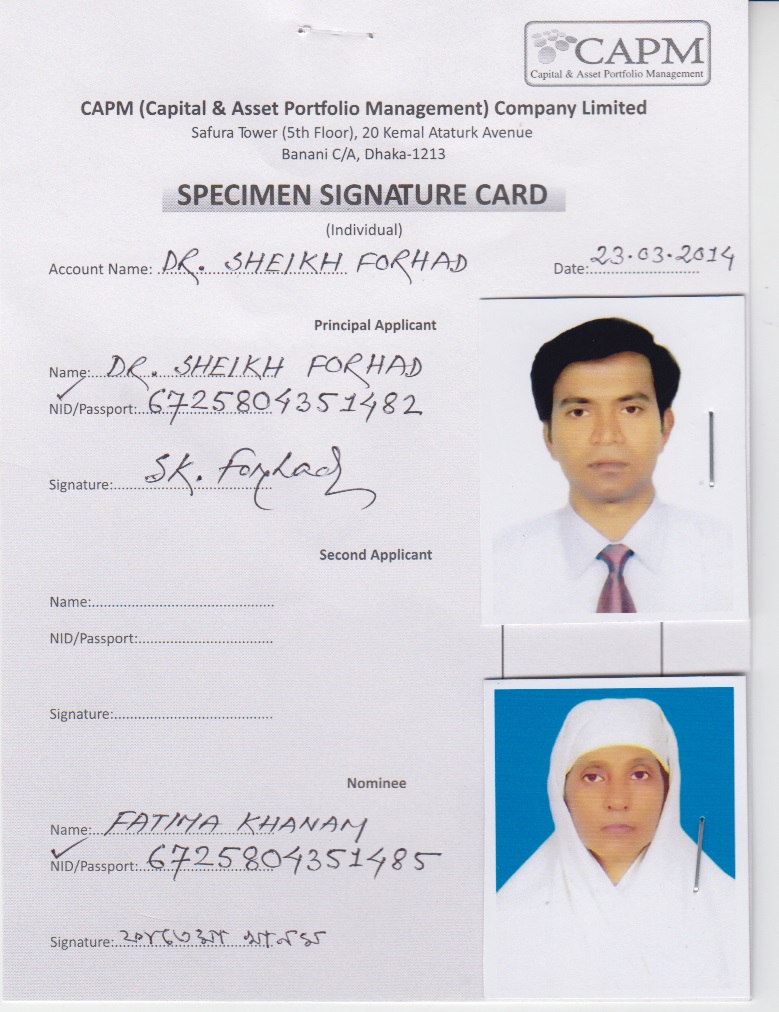 CAPM
Capital & Asset Portfolio Management
CAPM (Capital & Asset Portfolio Management) Company Limited
Safura Tower (5th Floor), 20 Kemal Ataturk Avenue
Banani C/A, Dhaka-1213
SPECIMEN SIGNATURE CARD
(Individual)
Account Name: DR. SHEIKH FORHAD Date: 23.03.2014
Principal Applicant
Name: DR. SHEIKH FORHAD
NID/Passport: 6725804351482
Signature: SK. Forhad
Second Applicant
Name:
NID/Passport:
Signature:
Nominee
Name: FATIMA KHANAM
NID/Passport: 6725804351485
Signature: ফাতেমা খানম